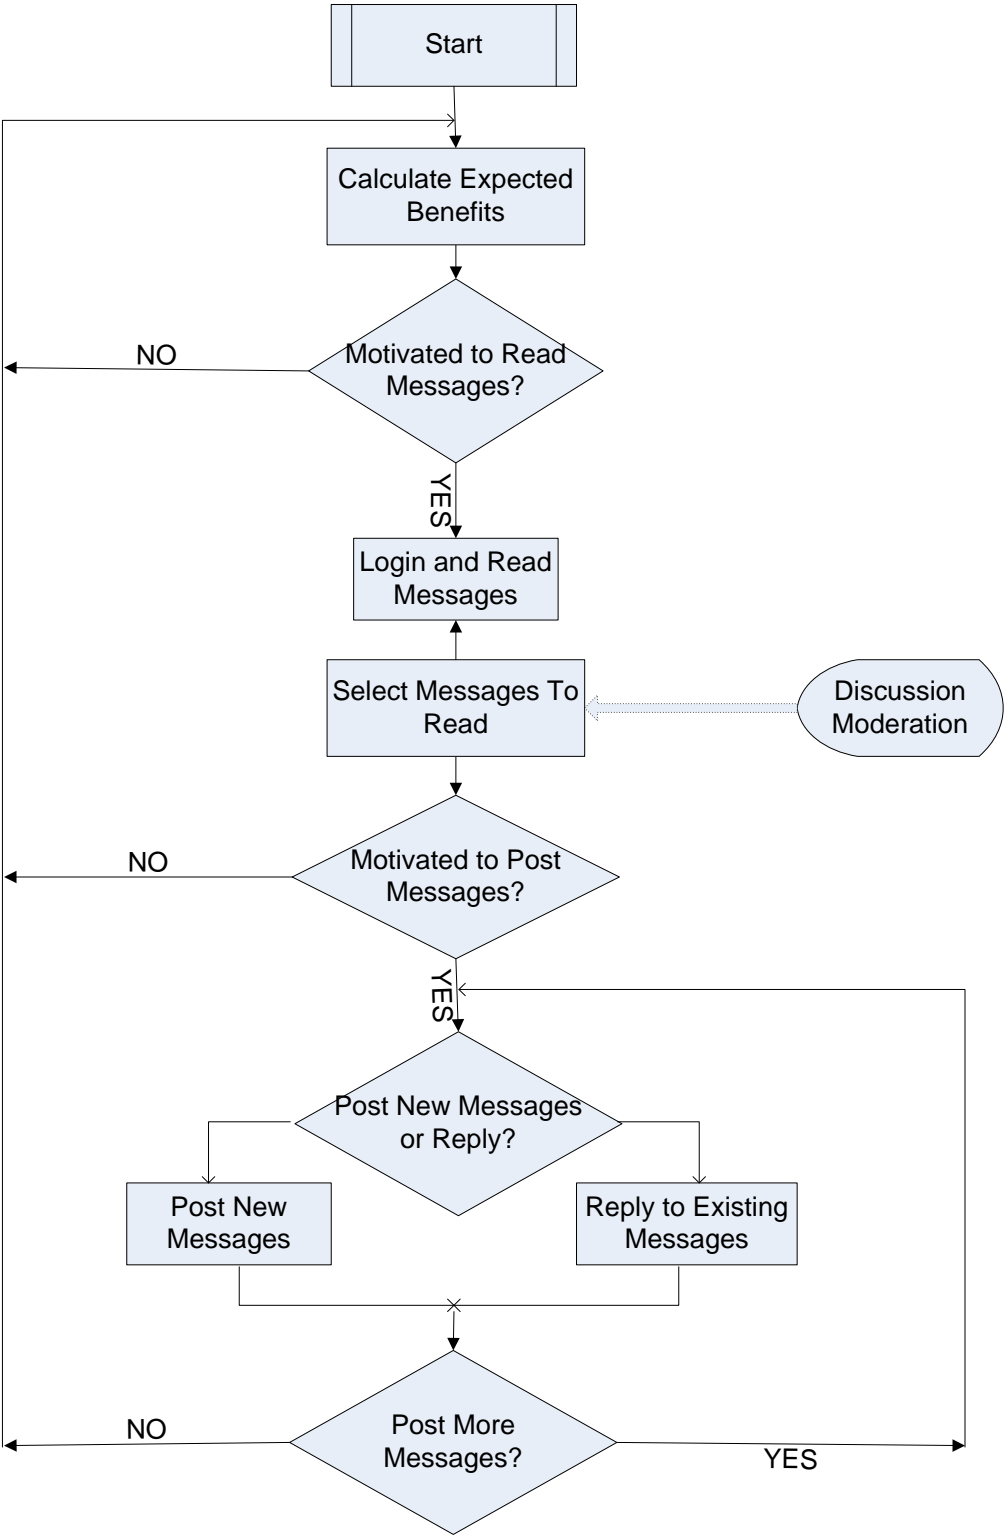 Start
Calculate Expected
Benefits
Motivated to Read
Messages?
NO
YES
Login and Read
Messages
Select Messages To
Read
Discussion
Moderation
Motivated to Post
Messages?
NO
YES
Post New Messages
or Reply?
Post New
Messages
Reply to Existing
Messages
Post More
Messages?
NO
YES